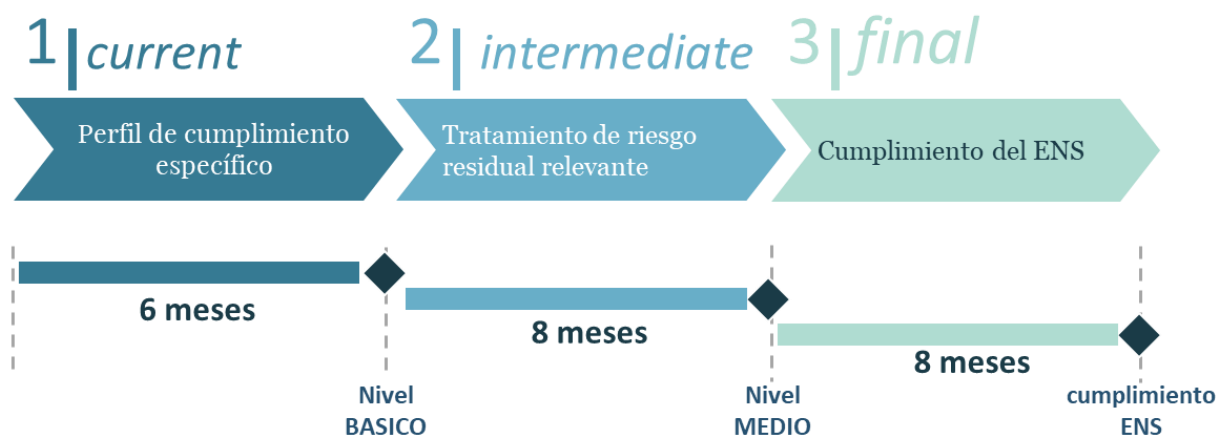 1 current
2 intermediate
3 final
Perfil de cumplimiento
específico
Tratamiento de riesgo
residual relevante
Cumplimiento del ENS
6 meses
8 meses
8 meses
Nivel
BASICO
Nivel
MEDIO
cumplimiento
ENS